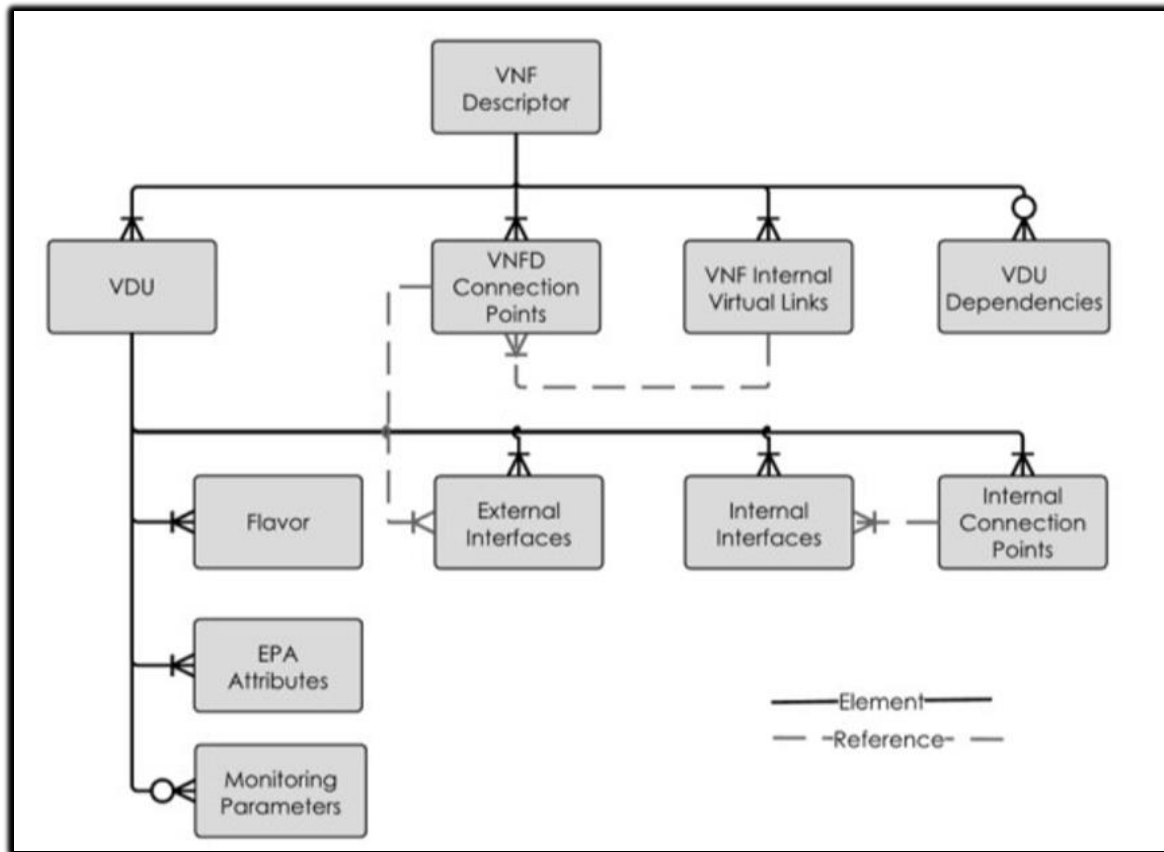 VNF
Descriptor
VDU
VNFD
Connection
Points
VNF Internal
Virtual Links
VDU
Dependencies
Flavor
External
Interfaces
Internal
Interfaces
Internal
Connection
Points
EPA
Attributes
Element
Reference
Monitoring
Parameters